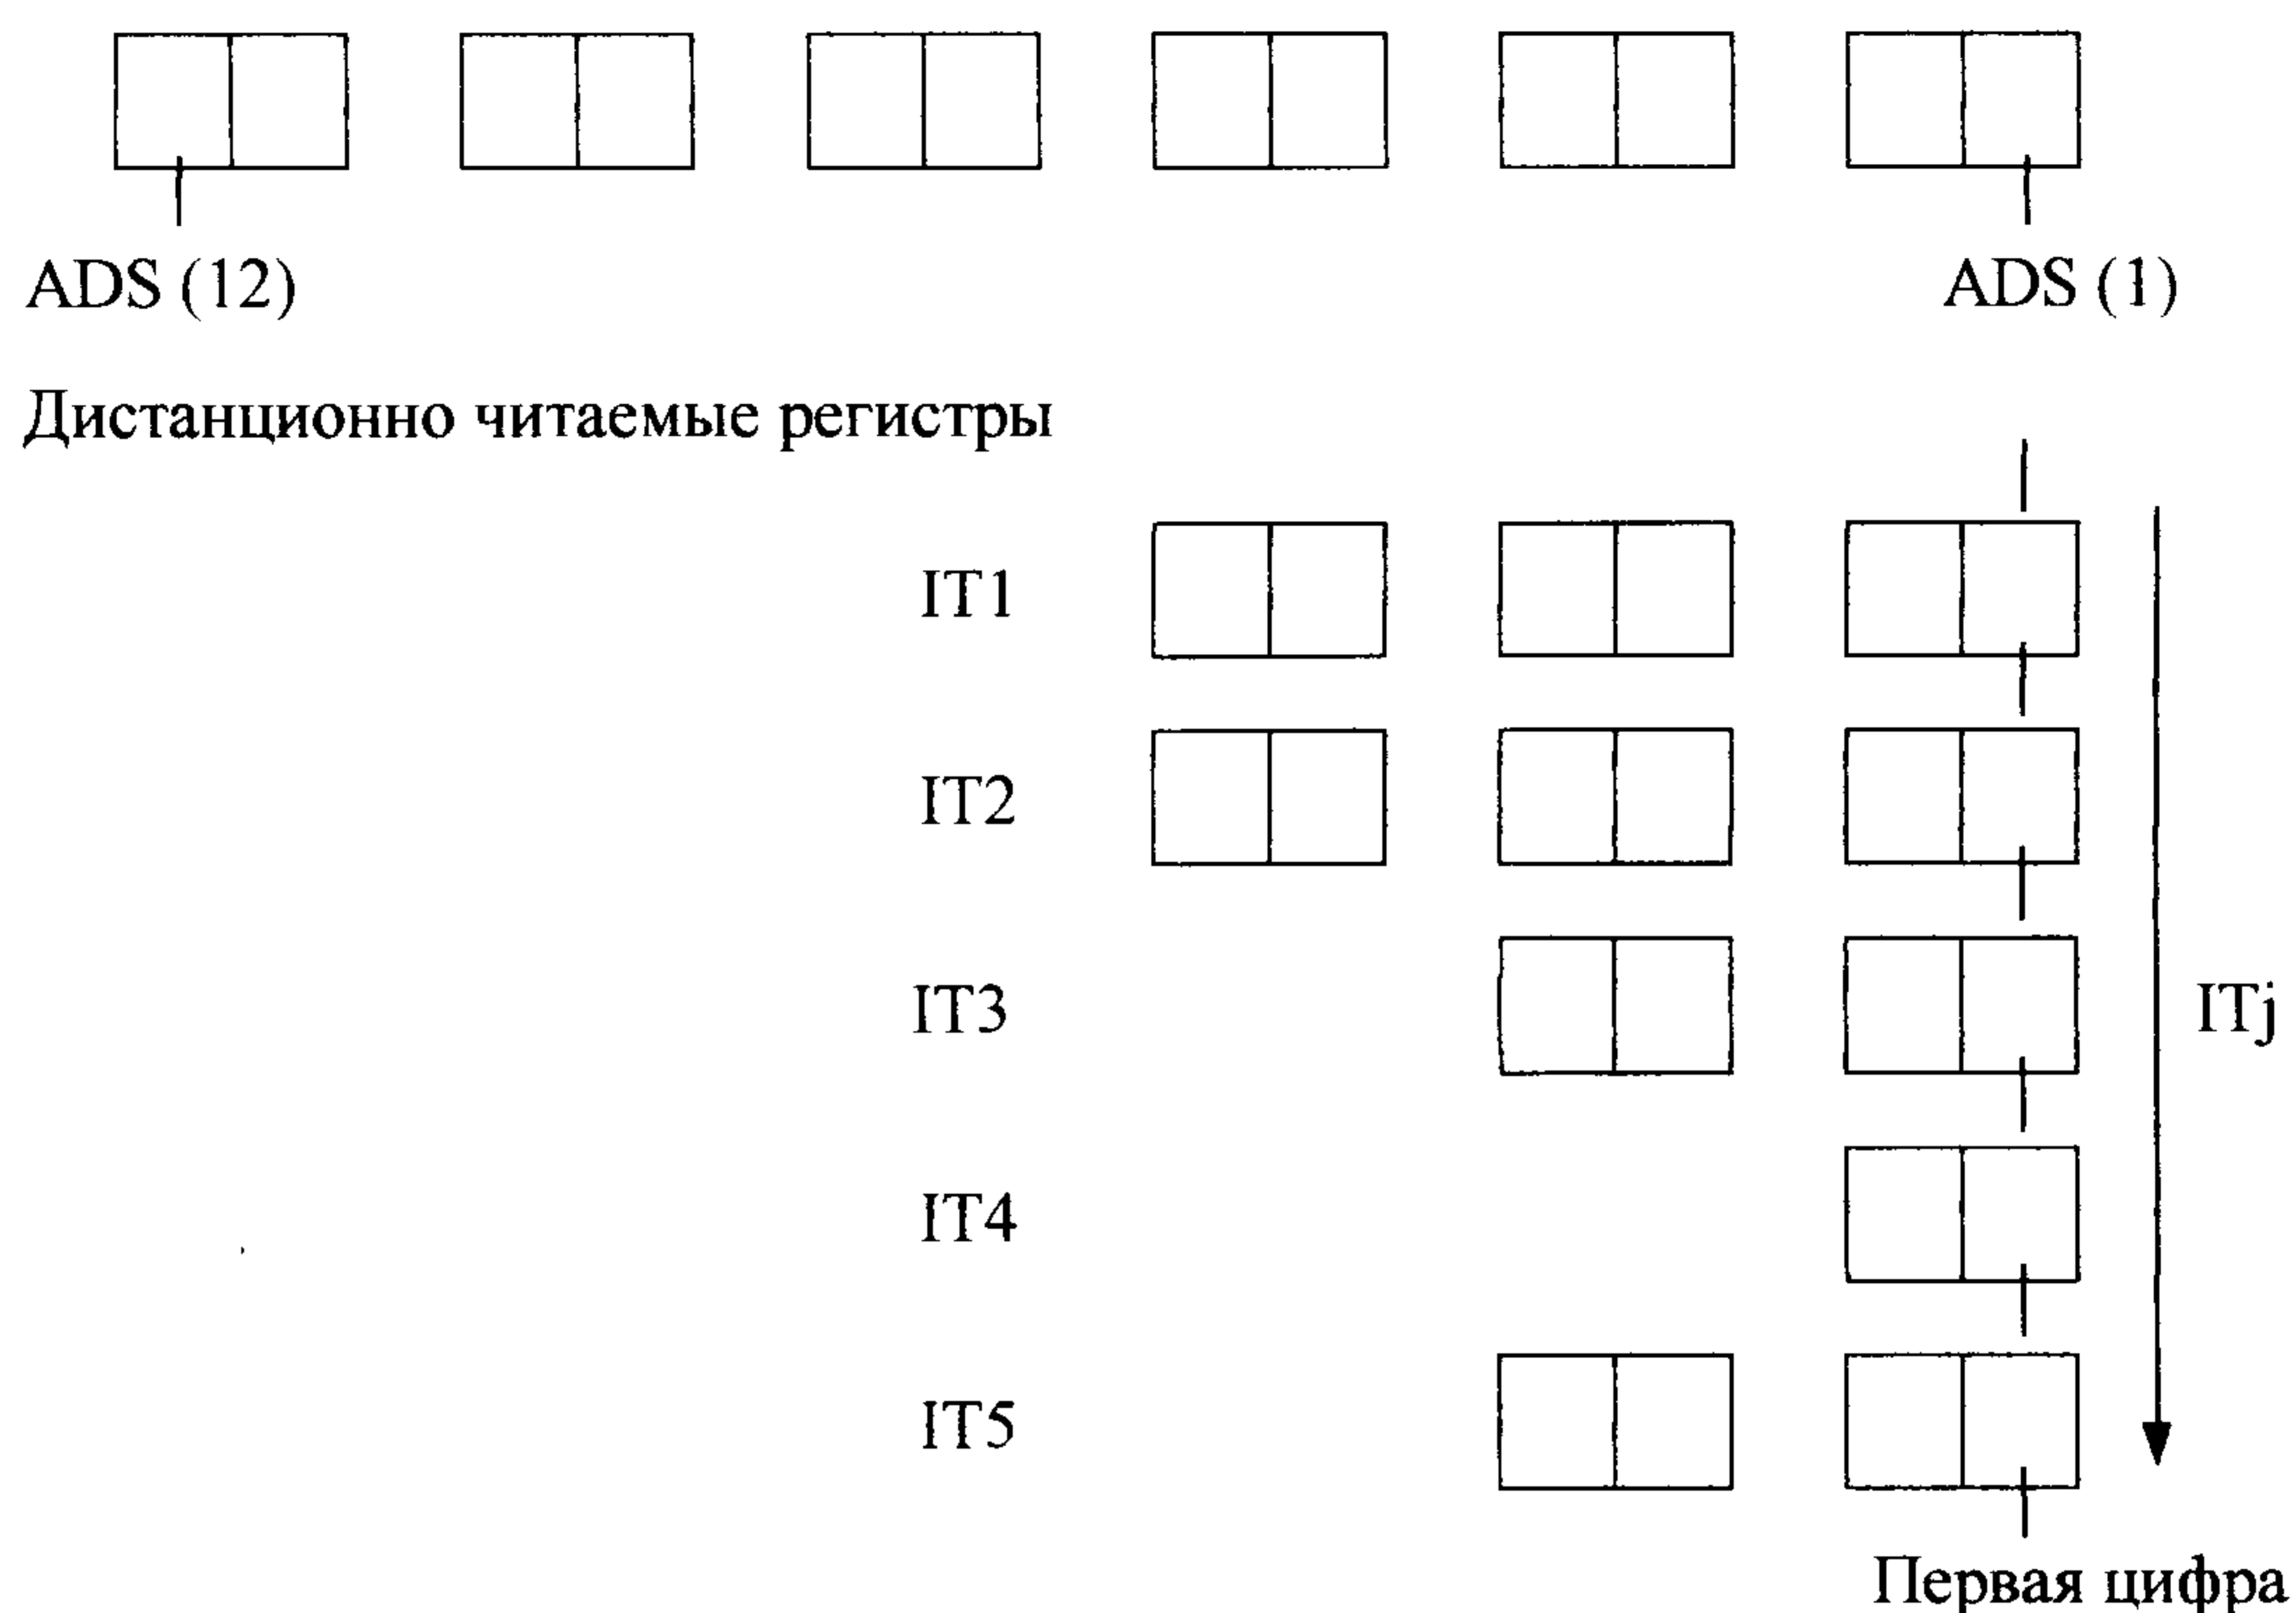 ADS (12) ADS (1)
Дистанционно читаемые регистры
IT1
IT2
IT3
ITj
IT4
IT5
Первая цифра